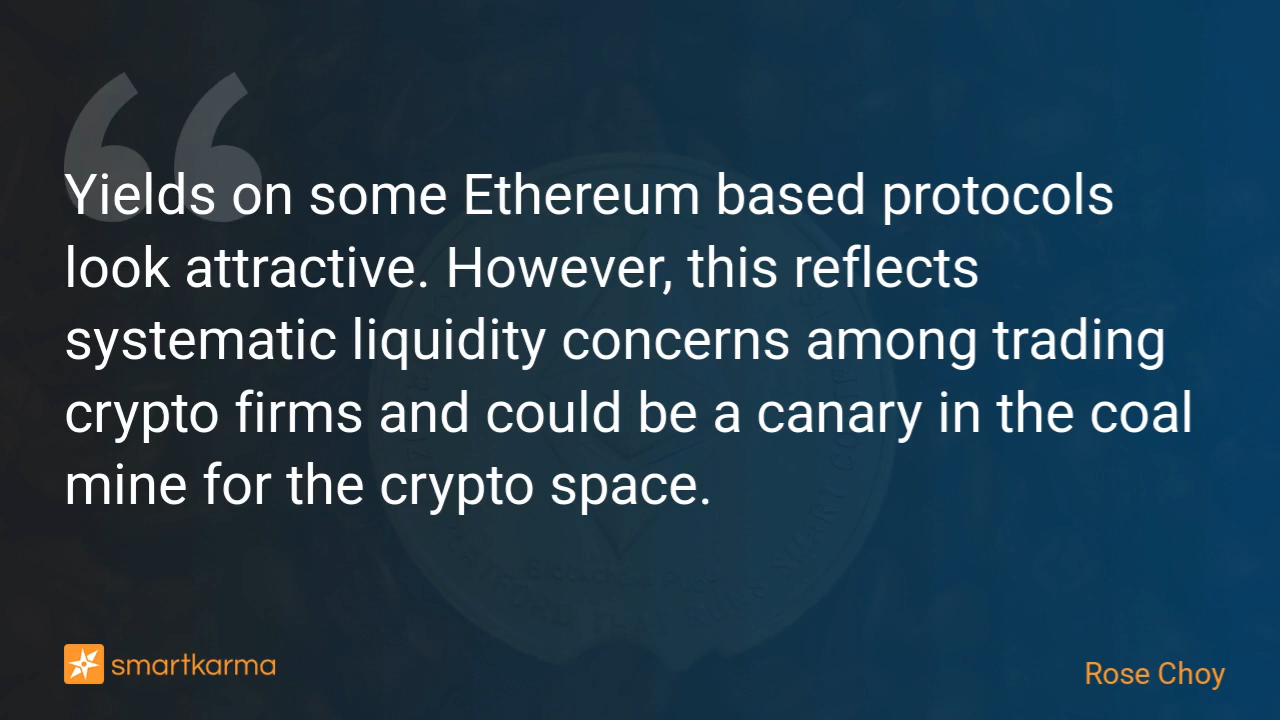 Yields on some Ethereum based protocols
look attractive. However, this reflects
systematic liquidity concerns among trading
crypto firms and could be a canary in the coal
mine for the crypto space.
smartkarma
Rose Choy